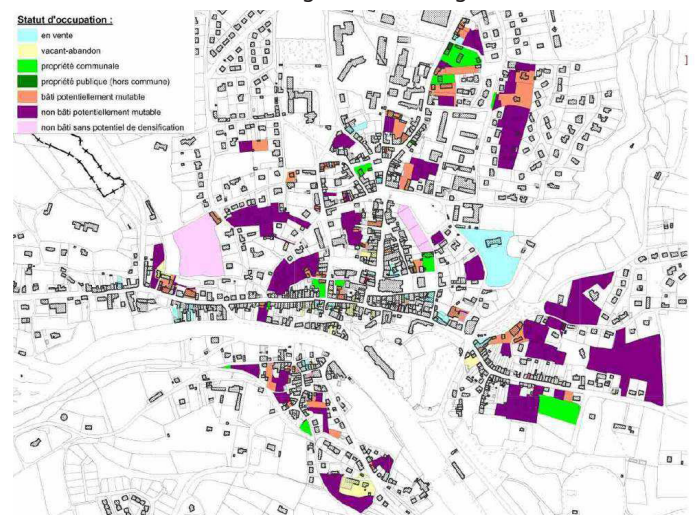 Statut d'occupation :
en vente
vacant-abandon
propriété communale
propriété publique (hors commune)
bâti potentiellement mutable
non bâti potentiellement mutable
non bâti sans potentiel de densification